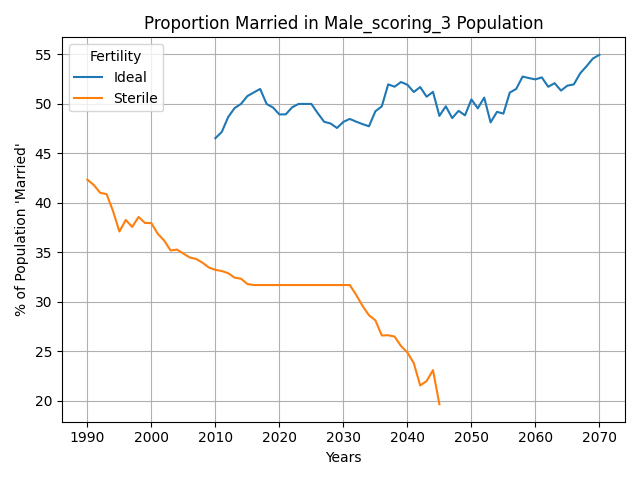 Proportion Married in Male_scoring_3 Population
Fertility
Ideal
Sterile
% of Population 'Married'
55
50
45
40
35
30
25
20
1990 2000 2010 2020 2030 2040 2050 2060 2070
Years